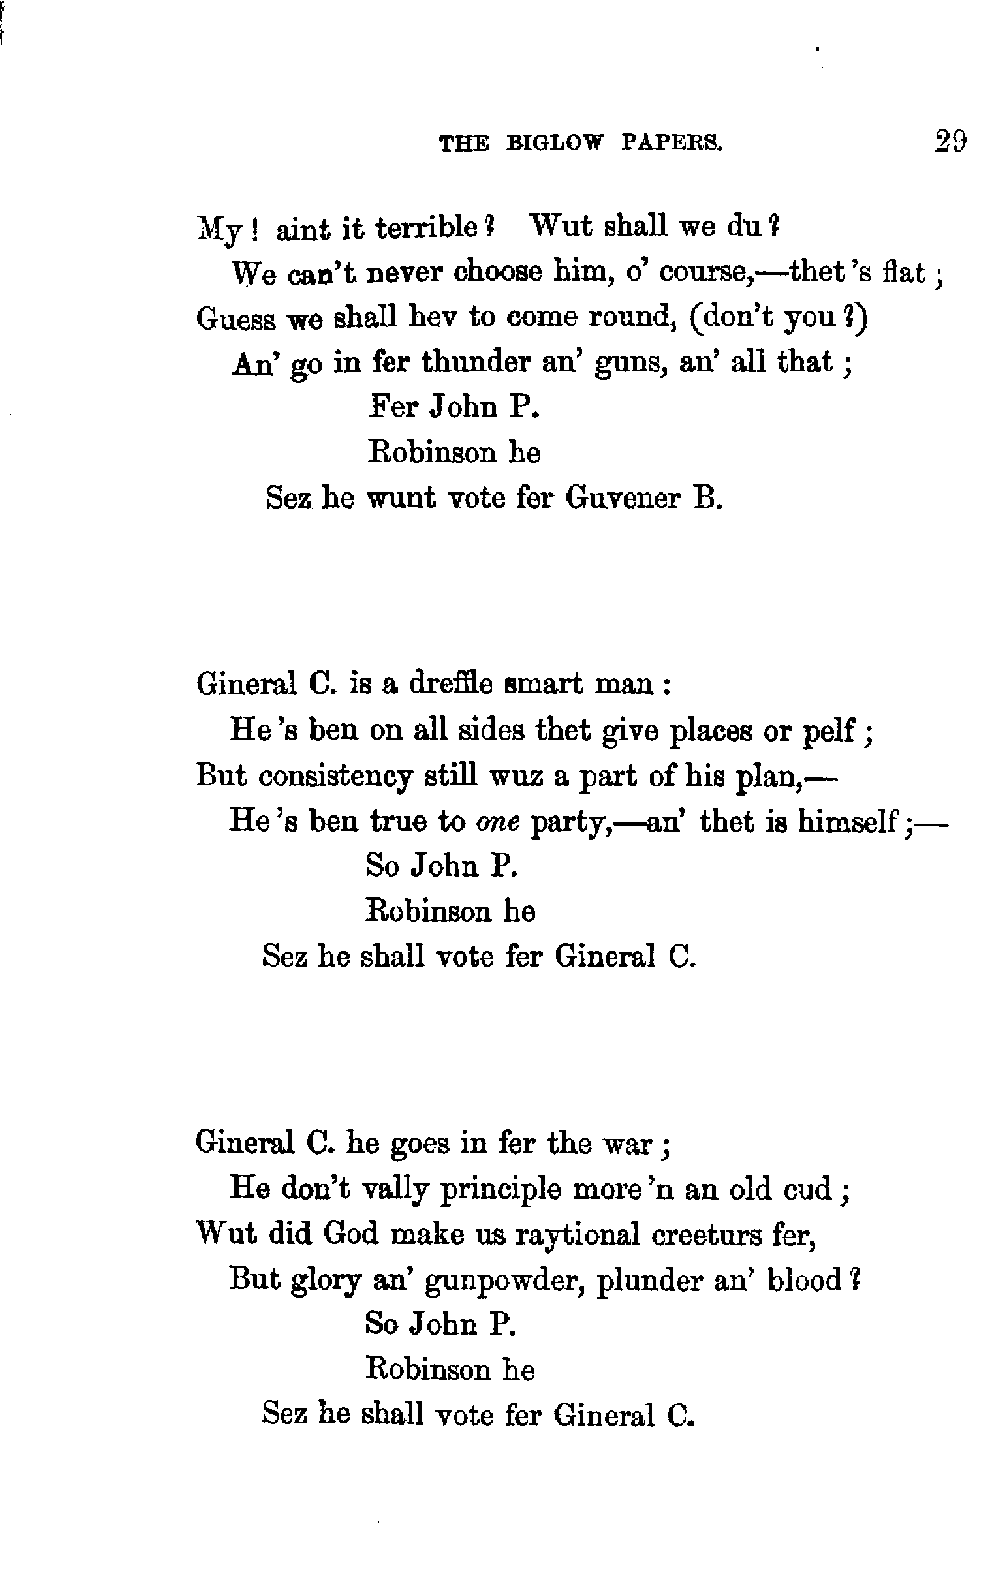 THE BIGLOW PAPERS. 29
My! aint it terrible? Wut shall we du?
We can't never choose him, o' course,—thet's flat;
Guess we shall hev to come round, (don't you?)
An' go in fer thunder an' guns, an' all that;
Fer John P.
Robinson he
Sez he wunt vote fer Guvener B.
Gineral C. is a dreffle smart man:
He's ben on all sides thet give places or pelf;
But consistency still wuz a part of his plan,—
He's ben true to one party,—an' thet is himself;—
So John P.
Robinson he
Sez he shall vote fer Gineral C.
Gineral C. he goes in fer the war;
He don't vally principle more'n an old cud;
Wut did God make us raytional creeturs fer,
But glory an' gunpowder, plunder an' blood?
So John P.
Robinson he
Sez he shall vote fer Gineral C.